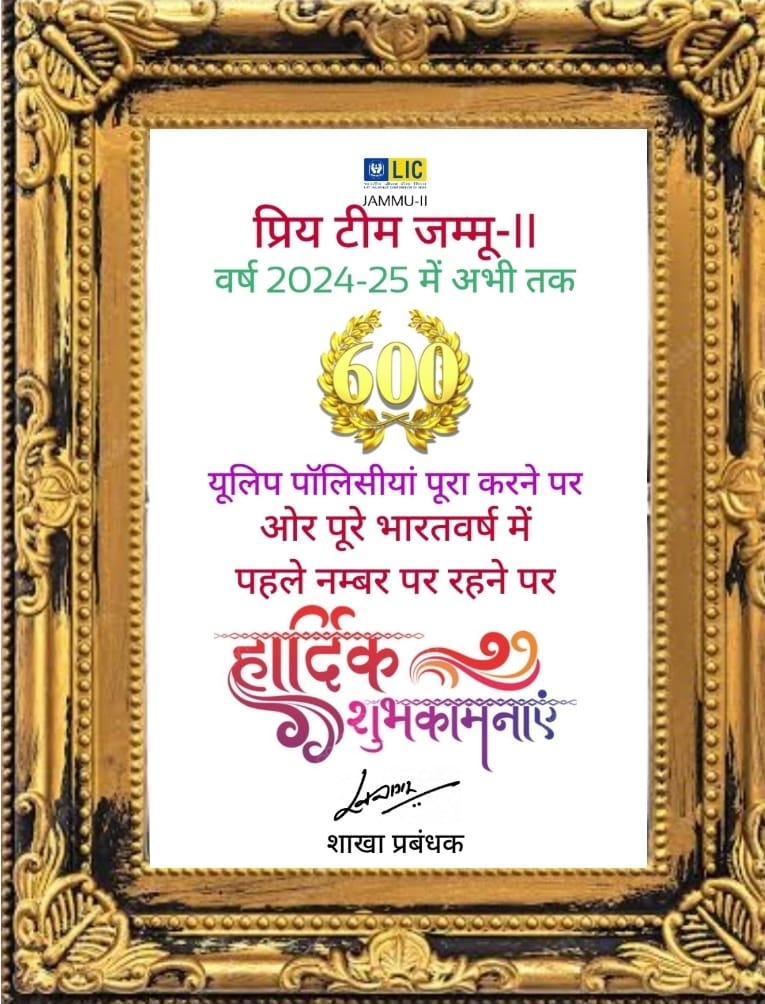 LIC
JAMMU-II
प्रिय टीम जम्मू-II
वर्ष 2024-25 में अभी तक
600
यूलिप पॉलिसीयां पूरा करने पर
ओर पूरे भारतवर्ष में
पहले नम्बर पर रहने पर
हार्दिक
शुभकामनाएं
शाखा प्रबंधक